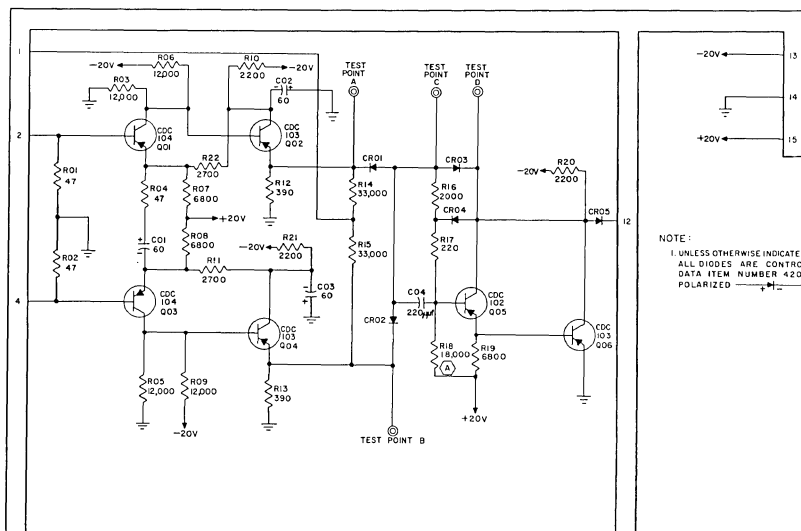 1
2
4
12
R06
-20V
12,000
R03
12,000
R10
2200
-20V
C02
60
TEST
POINT
A
TEST
POINT
C
TEST
POINT
D
CDC
104
Q01
CDC
103
Q02
R01
47
R04
47
R22
2700
R07
6800
R12
390
CR01
CR03
R14
33,000
R16
2000
CR04
-20V
R20
2200
CR05
+20V
R02
47
C01
60
R08
6800
-20V
R21
2200
R15
33,000
R17
220
R11
2700
C03
60
CDC
104
Q03
C04
220μμf
CR02
CDC
102
Q05
CDC
103
Q04
R18
18,000
A
R19
6800
CDC
103
Q06
R05
12,000
R09
12,000
R13
390
-20V
+20V
TEST POINT B
-20V
13
14
+20V
15
NOTE:
1. UNLESS OTHERWISE INDICATE
ALL DIODES ARE CONTRO
DATA ITEM NUMBER 420
POLARIZED + -